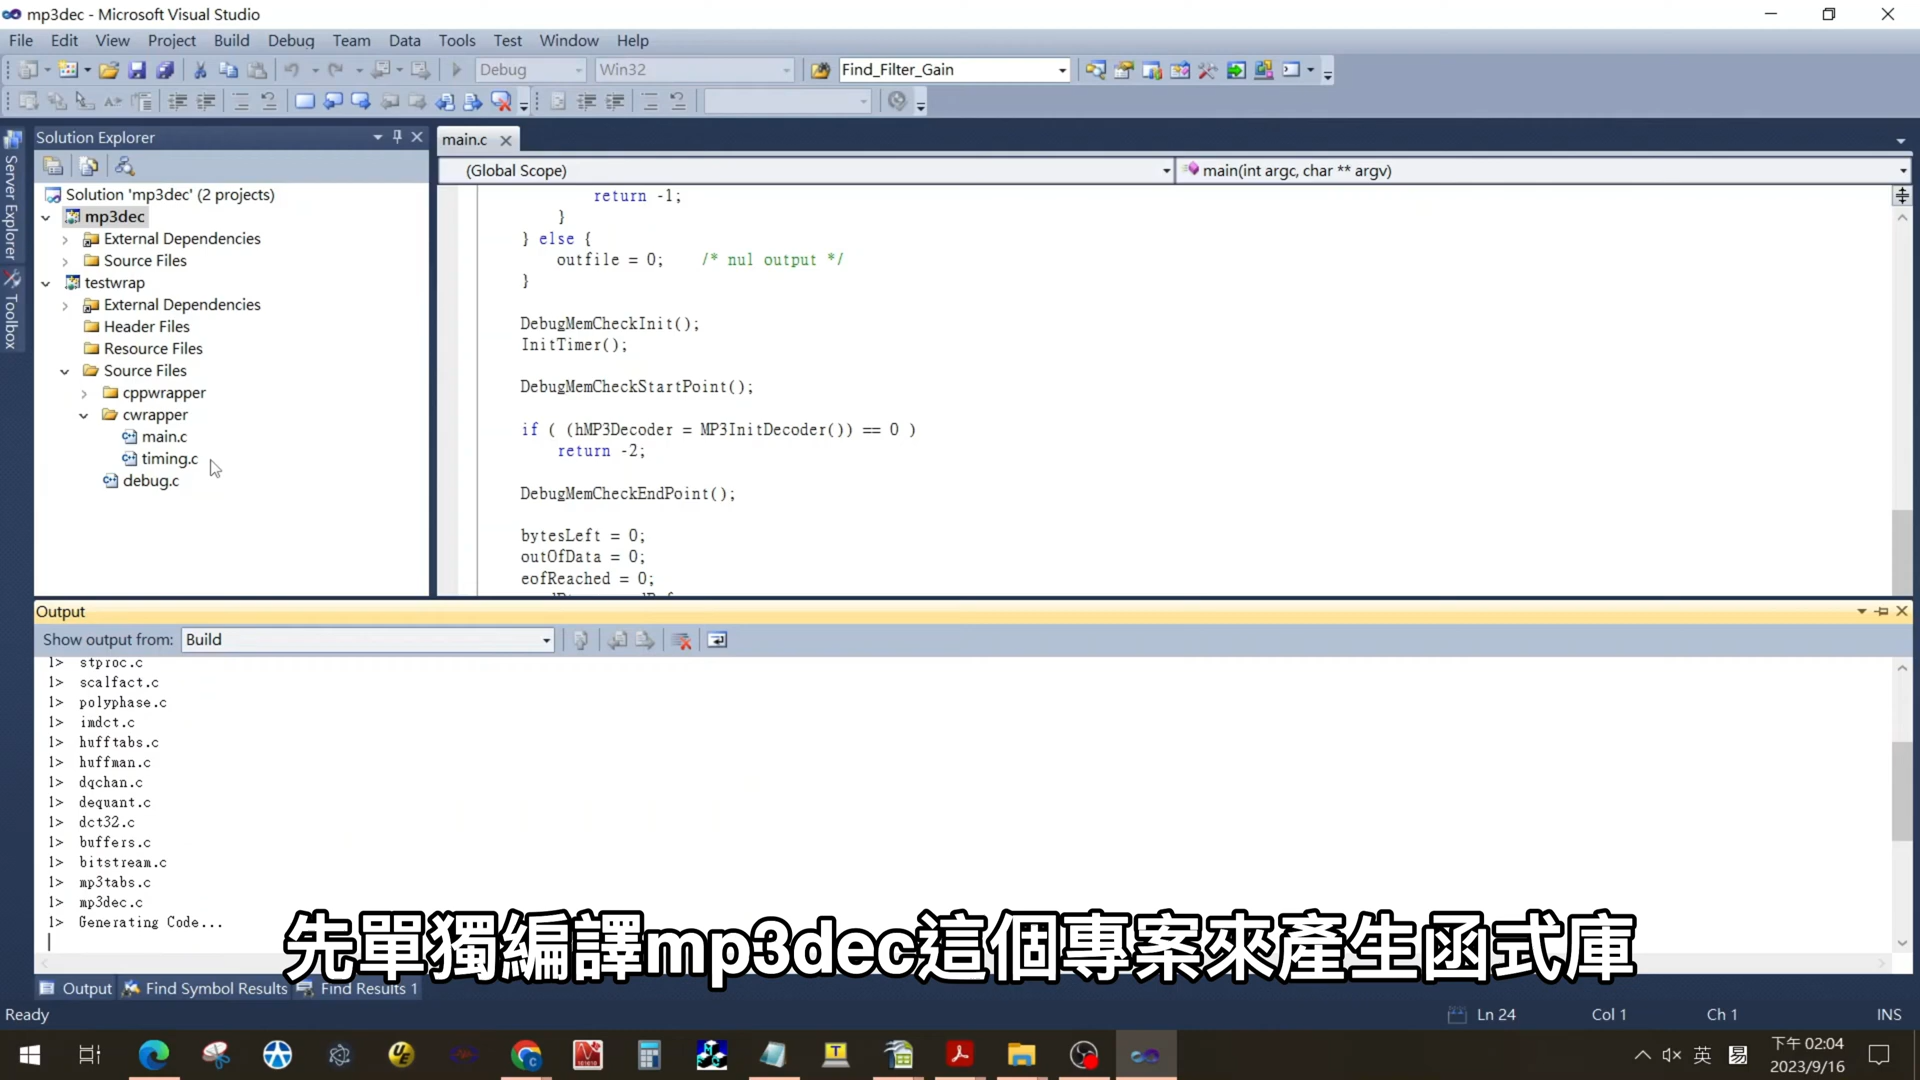 mp3dec - Microsoft Visual Studio
File Edit View Project Build Debug Team Data Tools Test Window Help
Debug Win32 Find_Filter_Gain
Server Explorer
Toolbox
Solution Explorer
Solution 'mp3dec' (2 projects)
mp3dec
External Dependencies
Source Files
testwrap
External Dependencies
Header Files
Resource Files
Source Files
cppwrapper
cwrapper
main.c
timing.c
debug.c
main.c
(Global Scope) main(int argc, char ** argv)
return -1;
}
} else {
outfile = 0; /* nul output */
}
DebugMemCheckInit();
InitTimer();
DebugMemCheckStartPoint();
if ( (hMP3Decoder = MP3InitDecoder()) == 0 )
return -2;
DebugMemCheckEndPoint();
bytesLeft = 0;
outOfData = 0;
eofReached = 0;
Output
Show output from: Build
1> stproc.c
1> scalfact.c
1> polyphase.c
1> imdct.c
1> hufftabs.c
1> huffman.c
1> dqchan.c
1> dequant.c
1> dct32.c
1> buffers.c
1> bitstream.c
1> mp3tabs.c
1> mp3dec.c
1> Generating Code...
先單獨編譯mp3dec這個專案來產生函式庫
Output Find Symbol Results Find Results 1
Ready Ln 24 Col 1 Ch 1 INS
英 下午 02:04
2023/9/16